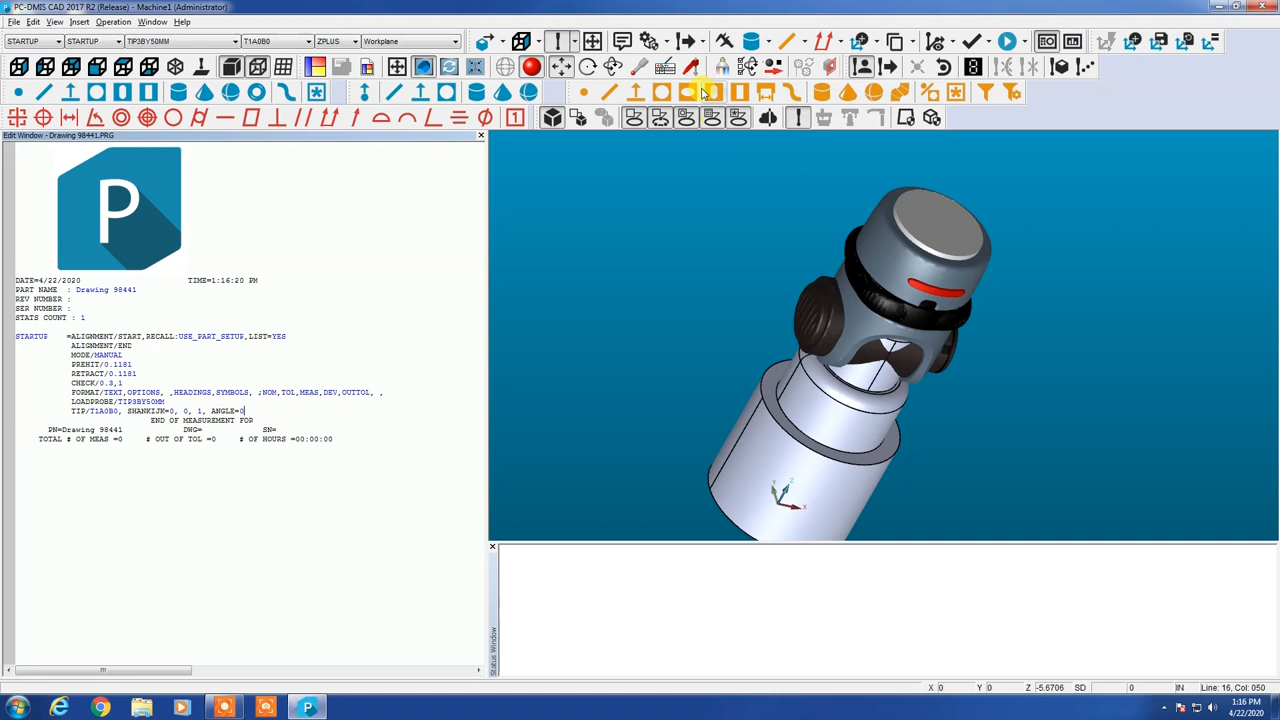 PC-DMIS CAD 2017 R2 (Release) - Machine1 (Administrator)
File Edit View Insert Operation Window Help
STARTUP STARTUP TIP3BY50MM T1A0B0 ZPLUS Workplane
Edit Window - Drawing 98441.PRG
P
DATE=4/22/2020 TIME=1:16:20 PM
PART NAME : Drawing 98441
REV NUMBER :
SER NUMBER :
STATS COUNT : 1
STARTUP =ALIGNMENT/START,RECALL:USE_PART_SETUP,LIST=YES
ALIGNMENT/END
MODE/MANUAL
PREHIT/0.1181
RETRACT/0.1181
CHECK/0.3,1
FORMAT/TEXT,OPTIONS, ,HEADINGS,SYMBOLS, ;NOM,TOL,MEAS,DEV,OUTTOL, ,
LOADPROBE/TIP3BY50MM
TIP/T1A0B0, SHANKIJK=0, 0, 1, ANGLE=0
END OF MEASUREMENT FOR
PN=Drawing 98441 DWG= SN=
TOTAL # OF MEAS =0 # OUT OF TOL =0 # OF HOURS =00:00:00
Y Z X
Status Window
X 0 Y 0 Z -5.6706 SD 0 IN Line: 16, Col: 050
1:16 PM
4/22/2020